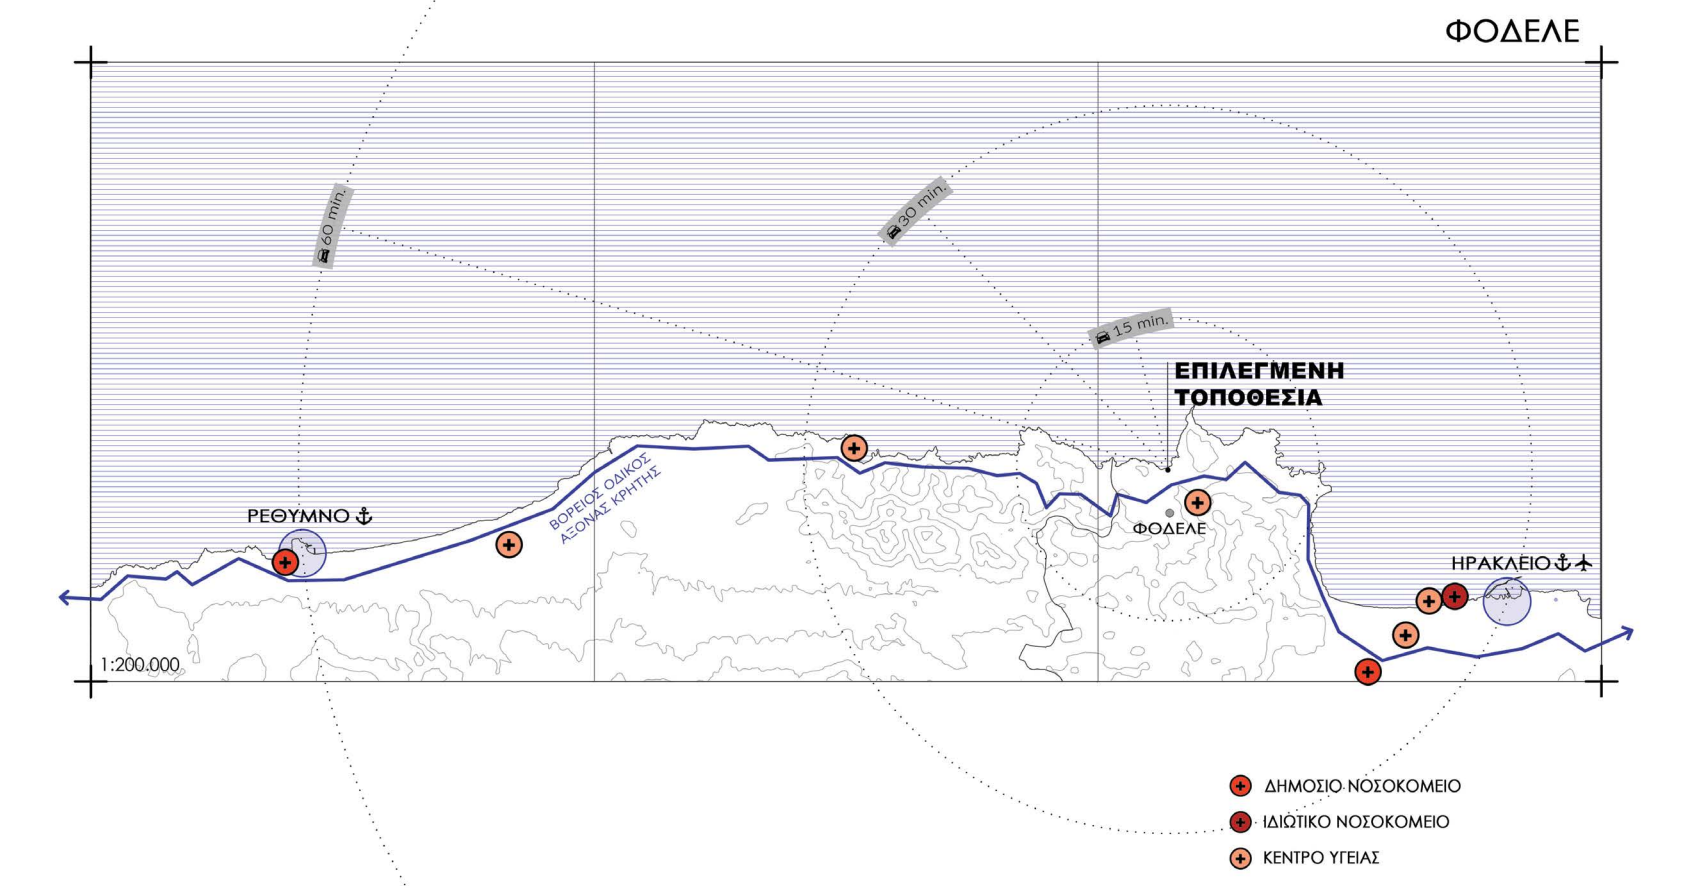 ΦΟΔΕΛΕ
60 min.
30 min.
15 min.
ΕΠΙΛΕΓΜΕΝΗ
ΤΟΠΟΘΕΣΙΑ
ΒΟΡΕΙΟΣ ΟΔΙΚΟΣ
ΑΞΟΝΑΣ ΚΡΗΤΗΣ
ΡΕΘΥΜΝΟ
ΦΟΔΕΛΕ
ΗΡΑΚΛΕΙΟ
1:200.000
ΔΗΜΟΣΙΟ ΝΟΣΟΚΟΜΕΙΟ
ΙΔΙΩΤΙΚΟ ΝΟΣΟΚΟΜΕΙΟ
ΚΕΝΤΡΟ ΥΓΕΙΑΣ